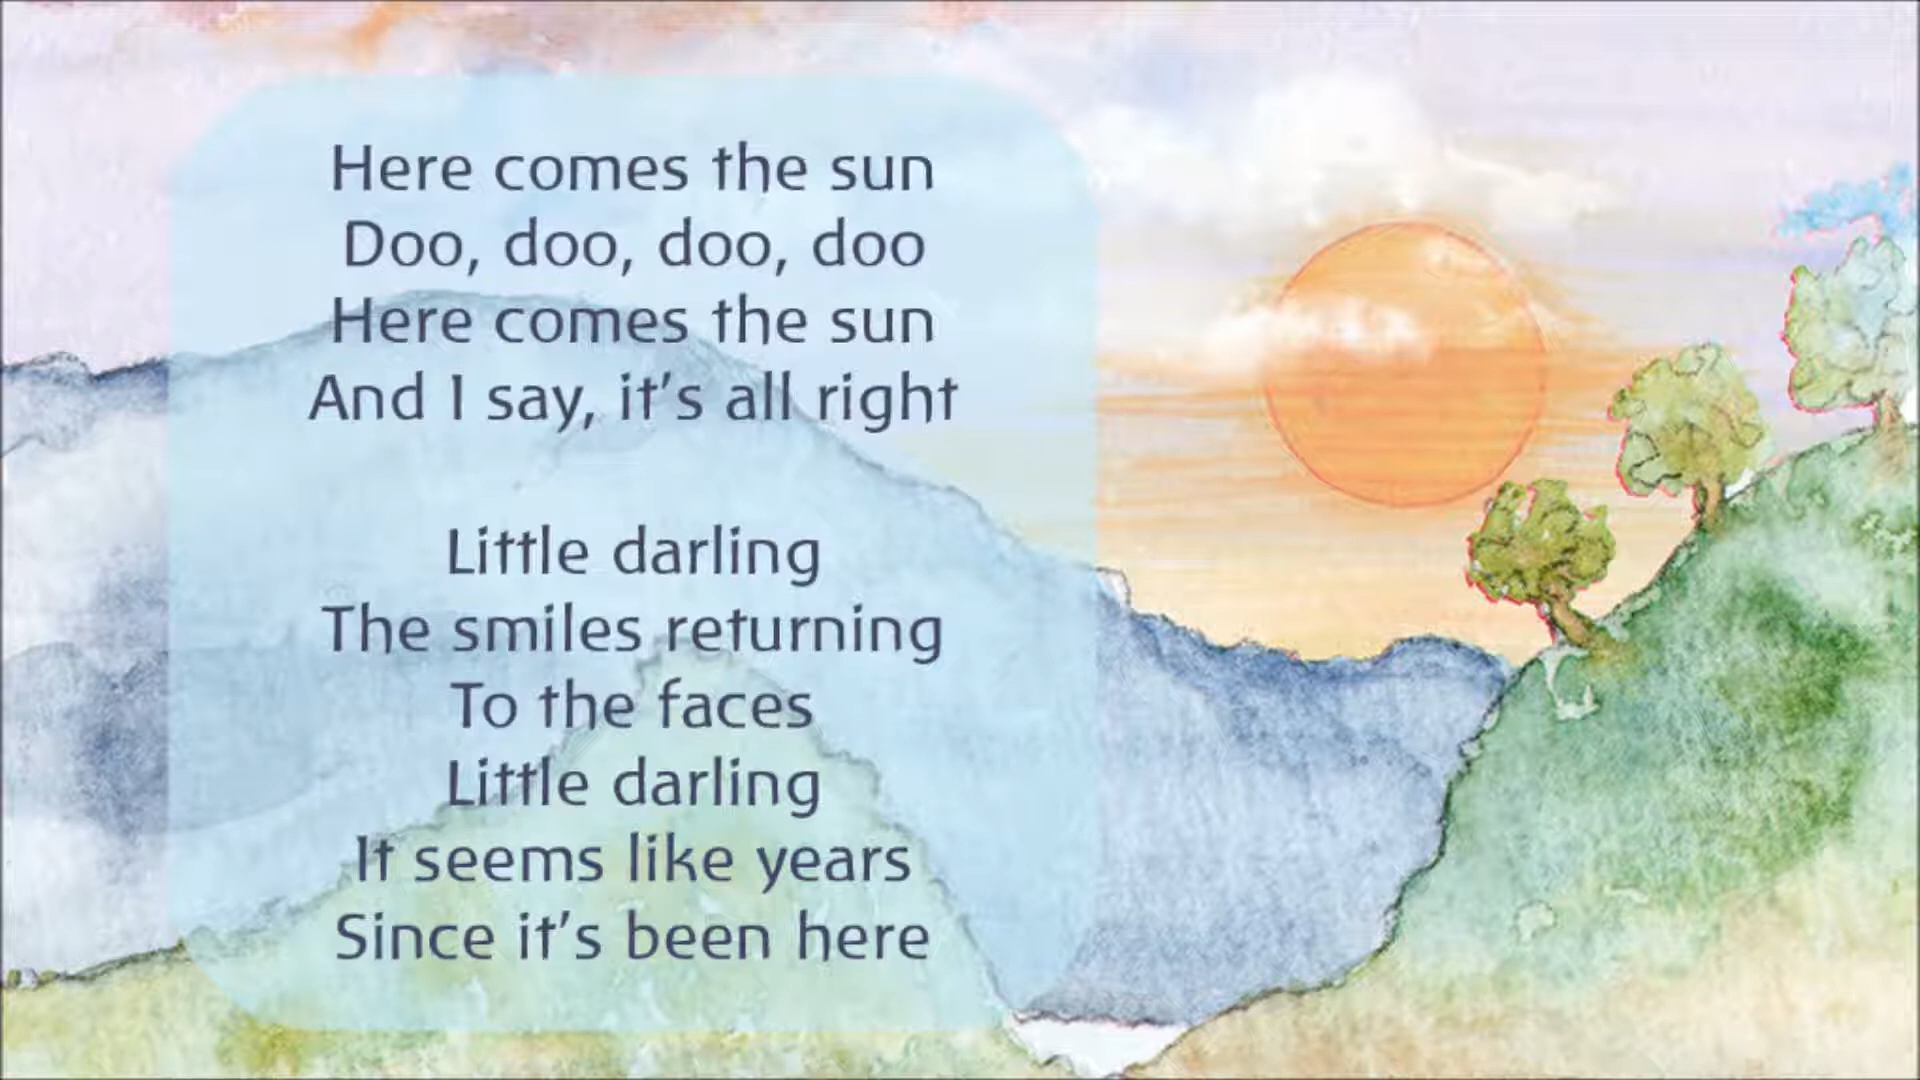 Here comes the sun
Doo, doo, doo, doo
Here comes the sun
And I say, it's all right
Little darling
The smiles returning
To the faces
Little darling
It seems like years
Since it's been here